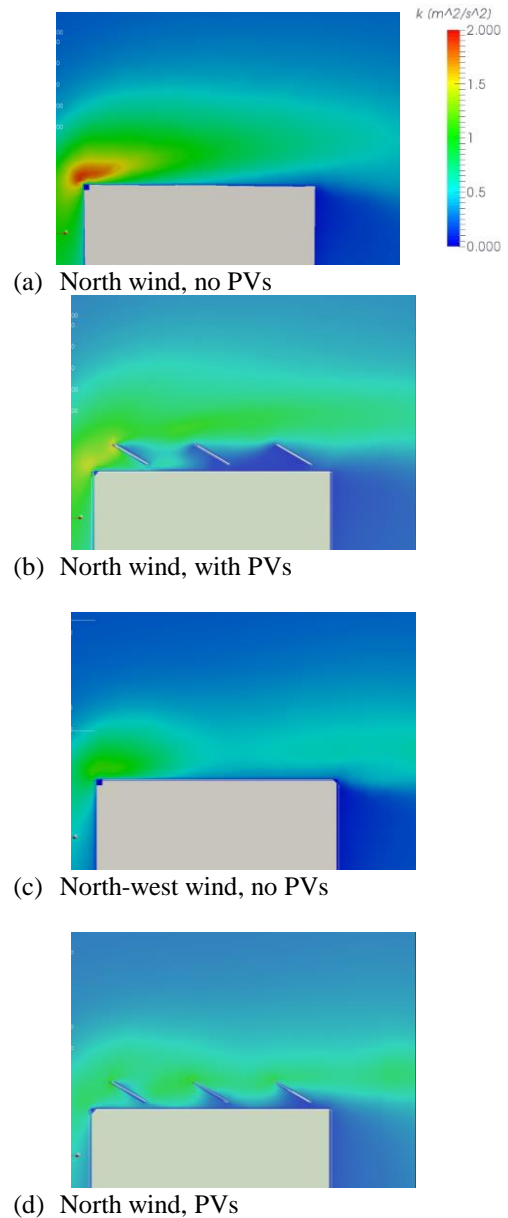 k (m^2/s^2)
2.000
1.5
1
0.5
0.000
(a) North wind, no PVs
(b) North wind, with PVs
(c) North-west wind, no PVs
(d) North wind, PVs